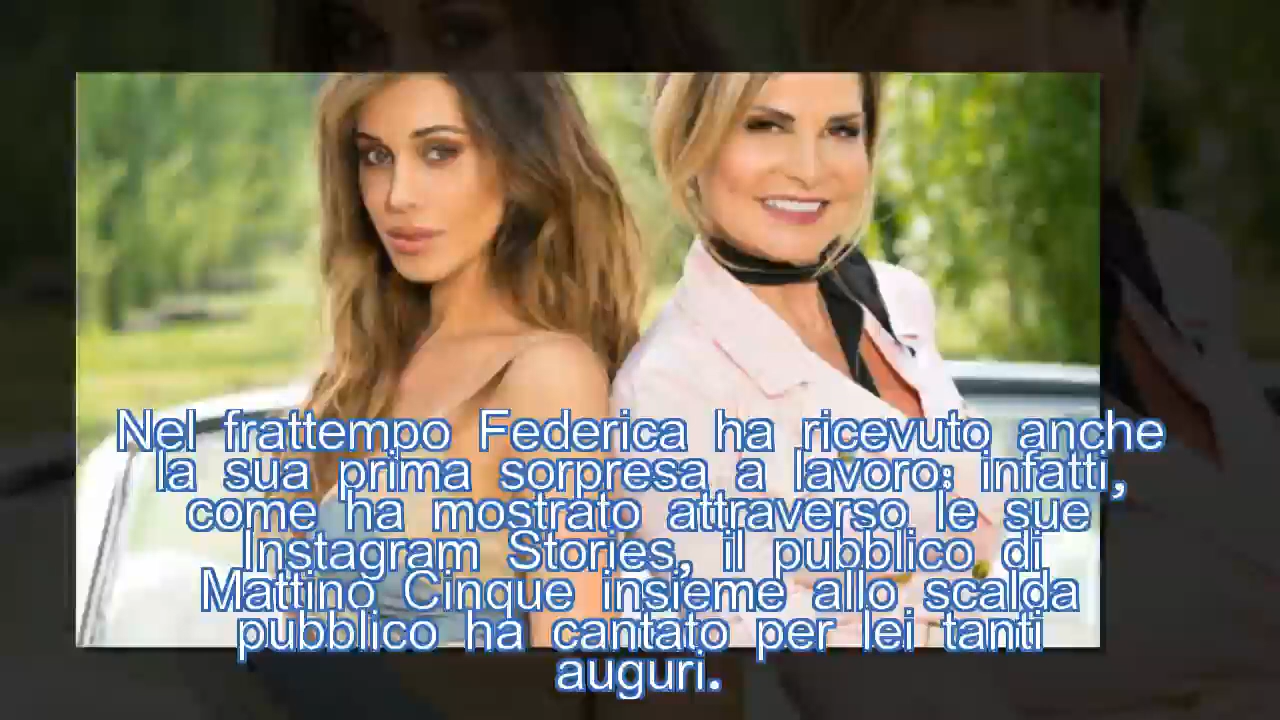 Nel frattempo Federica ha ricevuto anche
la sua prima sorpresa a lavoro: infatti,
come ha mostrato attraverso le sue
Instagram Stories, il pubblico di
Mattino Cinque insieme allo scalda
pubblico ha cantato per lei tanti
auguri.